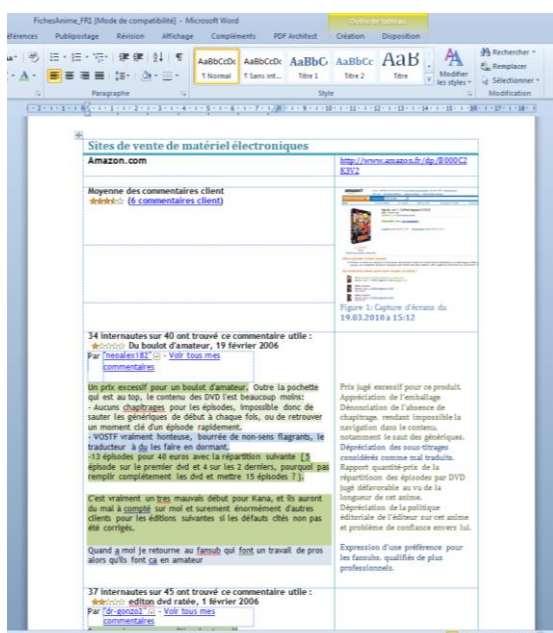 FichesAnime_FR1 [Mode de compatibilité] - Microsoft Word
Outils de tableau
Références Publipostage Révision Affichage Compléments PDF Architect Création Disposition
AaBbCcDc AaBbCcDc AaBbC AaBbCc AaB
¶ Normal ¶ Sans int... Titre 1 Titre 2 Titre
Modifier les styles
Rechercher
Remplacer
Sélectionner
Paragraphe Style Modification
Sites de vente de matériel électroniques
Amazon.com
http://www.amazon.fr/dp/B000CZ
K3V2
Moyenne des commentaires client
(6 commentaires client)
Figure 1: Capture d'écrans du
19.03.2010 à 15:12
34 internautes sur 40 ont trouvé ce commentaire utile :
Du boulot d'amateur, 19 février 2006
Par "neoalex182" - Voir tous mes
commentaires
Un prix excessif pour un boulot d'amateur. Outre la pochette
qui est au top, le contenu des DVD l'est beaucoup moins:
- Aucuns chapitrages pour les épisodes, impossible donc de
sauter les génériques de début à chaque fois, ou de retrouver
un moment clé d'un épisode rapidement.
- VOSTF vraiment honteuse, bourrée de non-sens flagrants, le
traducteur à du les faire en dormant.
-13 épisodes pour 40 euros avec la répartition suivante (5
épisode sur le premier dvd et 4 sur les 2 derniers, pourquoi pas
remplir complétement les dvd et mettre 15 épisodes ? ).
C'est vraiment un tres mauvais début pour Kana, et ils auront
du mal à compté sur moi et surement énormément d'autres
clients pour les éditions suivantes si les défauts cités non pas
été corrigés.
Quand a moi je retourne au fansub qui font un travail de pros
alors qu'ils font ca en amateur
Prix jugé excessif pour ce produit.
Appréciation de l'emballage
Dénonciation de l'absence de
chapitrage, rendant impossible la
navigation dans le contenu,
notamment le saut des génériques.
Dépréciation des sous-titrages
considérés comme mal traduits.
Rapport quantité-prix de la
répartitioon des épisodes par DVD
jugé défavorable au vu de la
longueur de cet anime.
Dépréciation de la politique
éditoriale de l'éditeur sur cet anime
et problème de confiance envers lui.
Expression d'une préférence pour
les fansubs, qualifiés de plus
professionnels.
37 internautes sur 45 ont trouvé ce commentaire utile :
editon dvd ratée, 1 février 2006
Par "dr-gonzo2" - Voir tous mes
commentaires